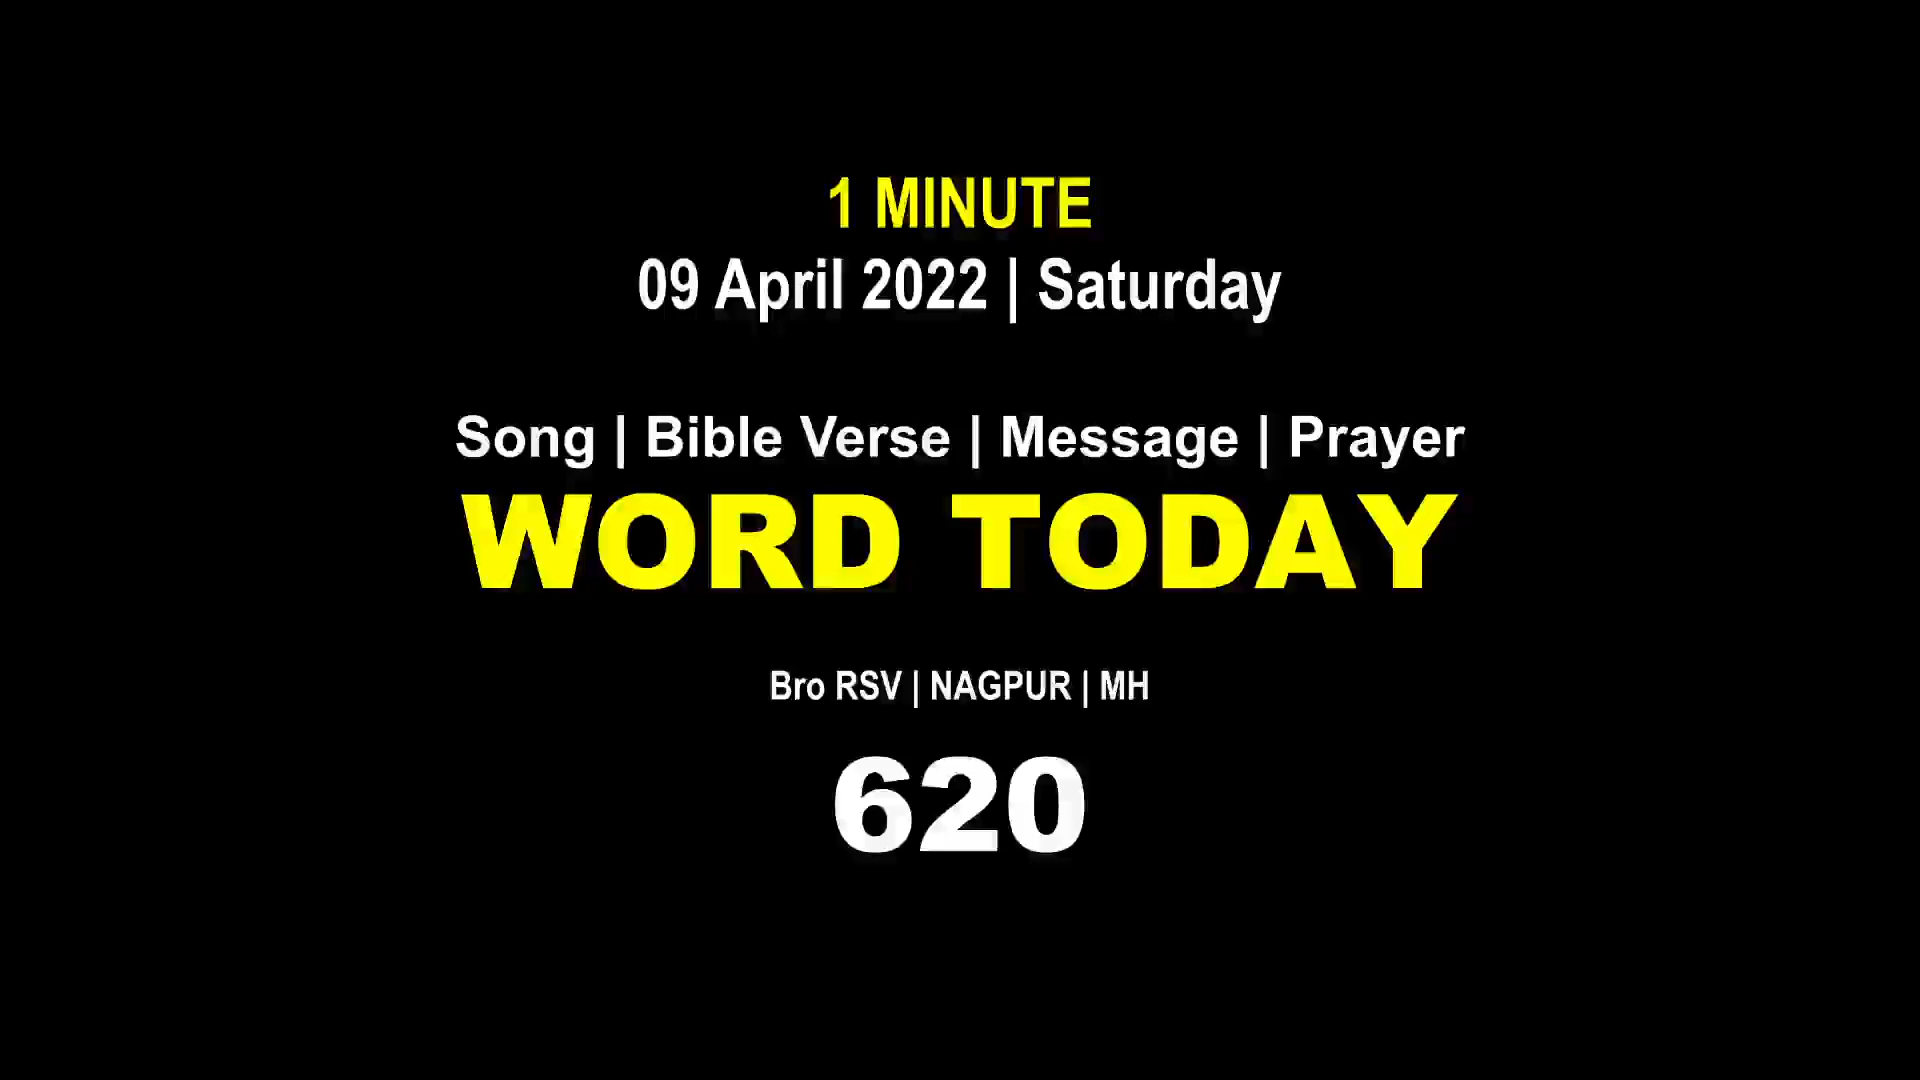 1 MINUTE
09 April 2022 | Saturday
Song | Bible Verse | Message | Prayer
WORD TODAY
Bro RSV | NAGPUR | MH
620